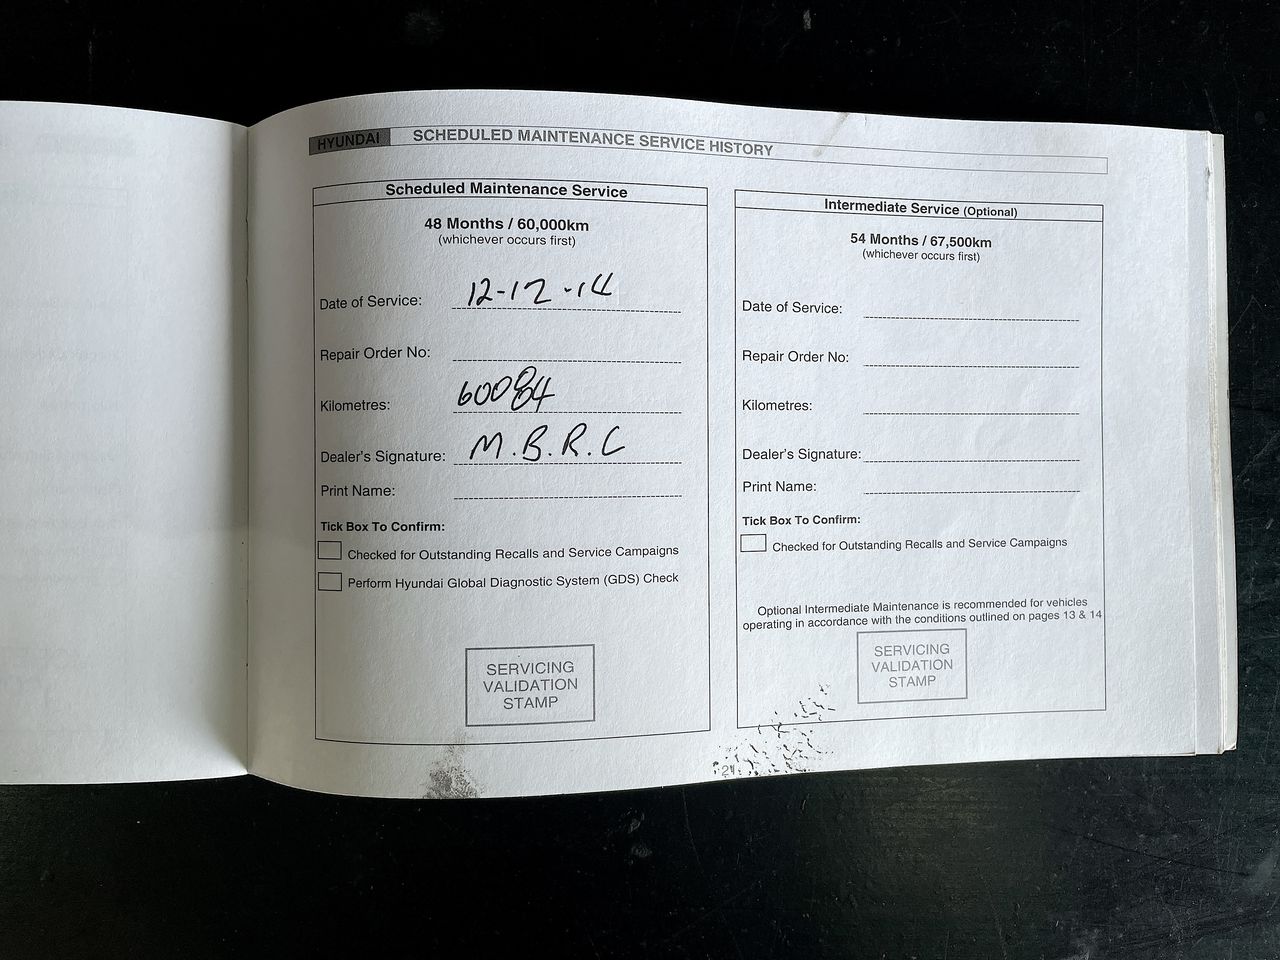 HYUNDAI SCHEDULED MAINTENANCE SERVICE HISTORY
Scheduled Maintenance Service
48 Months / 60,000km
(whichever occurs first)
Date of Service: 12-12-14
Repair Order No:
Kilometres: 60084
Dealer's Signature: M.B.R.C
Print Name:
Tick Box To Confirm:
Checked for Outstanding Recalls and Service Campaigns
Perform Hyundai Global Diagnostic System (GDS) Check
SERVICING
VALIDATION
STAMP
Intermediate Service (Optional)
54 Months / 67,500km
(whichever occurs first)
Date of Service:
Repair Order No:
Kilometres:
Dealer's Signature:
Print Name:
Tick Box To Confirm:
Checked for Outstanding Recalls and Service Campaigns
Optional Intermediate Maintenance is recommended for vehicles
operating in accordance with the conditions outlined on pages 13 & 14
SERVICING
VALIDATION
STAMP
21